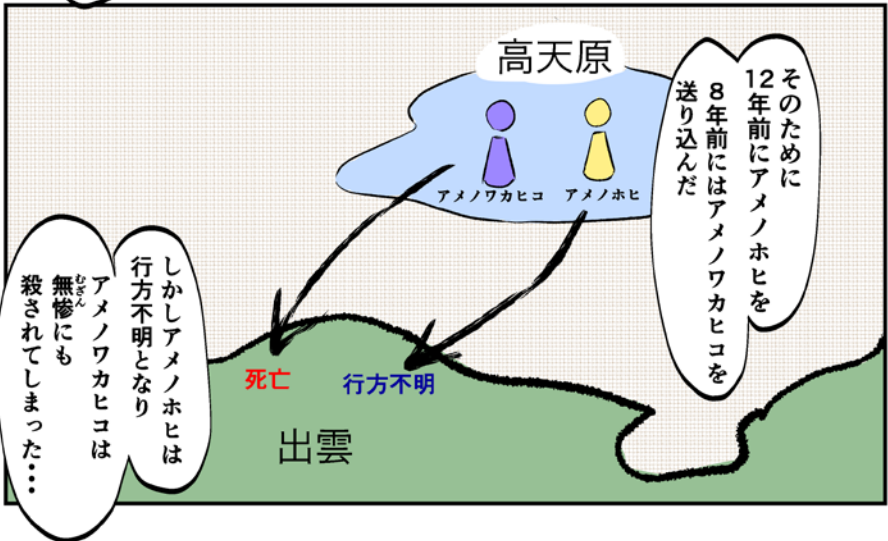 そのために
12年前にアメノホヒを
8年前にはアメノワカヒコを
送り込んだ
高天原
アメノワカヒコ
アメノホヒ
しかしアメノホヒは
行方不明となり
アメノワカヒコは
無惨にも
むざん
殺されてしまった・・・
死亡
行方不明
出雲